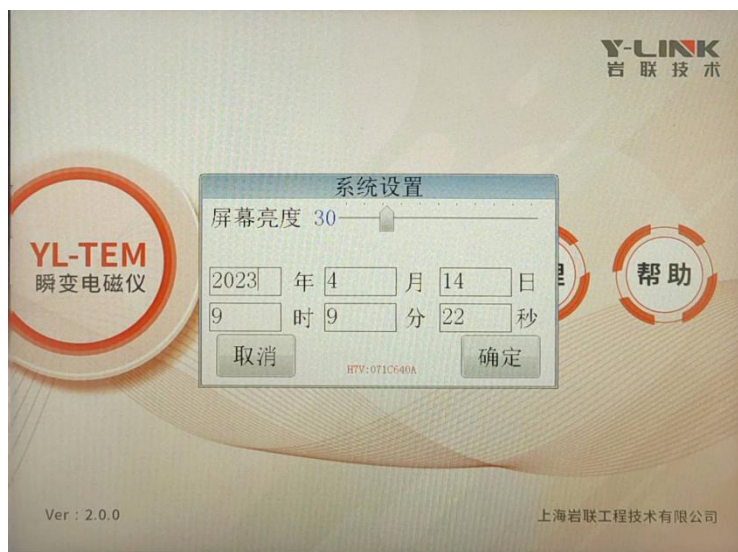 Y-LINK
岩联技术
系统设置
屏幕亮度 30
YL-TEM
瞬变电磁仪
2023 年 4 月 14 日
9 时 9 分 22 秒
帮助
取消
确定
H7V:071C640A
Ver : 2.0.0
上海岩联工程技术有限公司